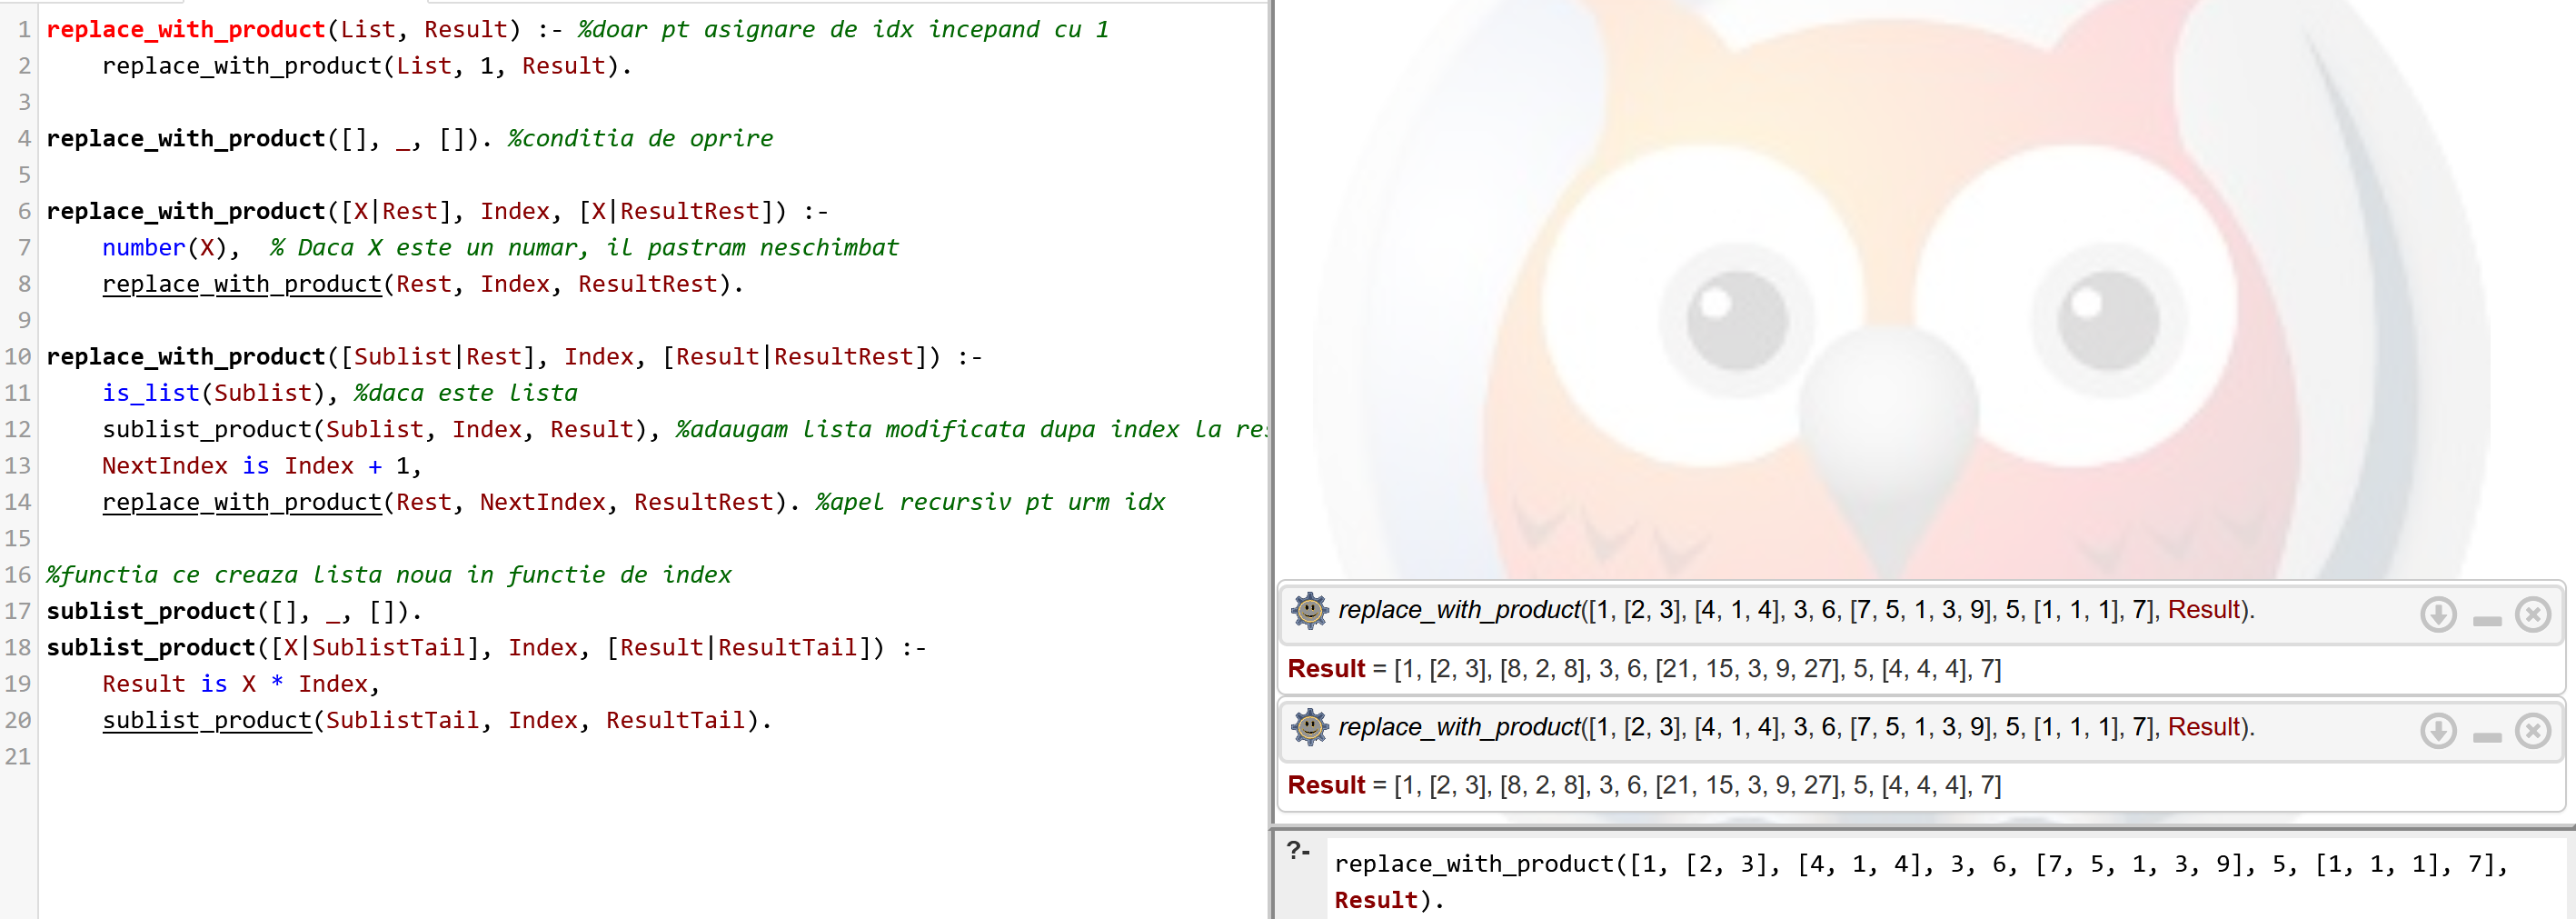 1 replace_with_product(List, Result) :- %doar pt asignare de idx incepand cu 1
2 replace_with_product(List, 1, Result).
3
4 replace_with_product([], _, []). %conditia de oprire
5
6 replace_with_product([X|Rest], Index, [X|ResultRest]) :-
7 number(X),  % Daca X este un numar, il pastram neschimbat
8 replace_with_product(Rest, Index, ResultRest).
9
10 replace_with_product([Sublist|Rest], Index, [Result|ResultRest]) :-
11 is_list(Sublist), %daca este lista
12 sublist_product(Sublist, Index, Result), %adaugam lista modificata dupa index la
13 NextIndex is Index + 1,
14 replace_with_product(Rest, NextIndex, ResultRest). %apel recursiv pt urm idx
15
16 %functia ce creaza lista noua in functie de index
17 sublist_product([], _, []).
18 sublist_product([X|SublistTail], Index, [Result|ResultTail]) :-
19 Result is X * Index,
20 sublist_product(SublistTail, Index, ResultTail).
21
replace_with_product([1, [2, 3], [4, 1, 4], 3, 6, [7, 5, 1, 3, 9], 5, [1, 1, 1], 7], Result).
Result = [1, [2, 3], [8, 2, 8], 3, 6, [21, 15, 3, 9, 27], 5, [4, 4, 4], 7]
replace_with_product([1, [2, 3], [4, 1, 4], 3, 6, [7, 5, 1, 3, 9], 5, [1, 1, 1], 7], Result).
Result = [1, [2, 3], [8, 2, 8], 3, 6, [21, 15, 3, 9, 27], 5, [4, 4, 4], 7]
?- replace_with_product([1, [2, 3], [4, 1, 4], 3, 6, [7, 5, 1, 3, 9], 5, [1, 1, 1], 7],
Result).